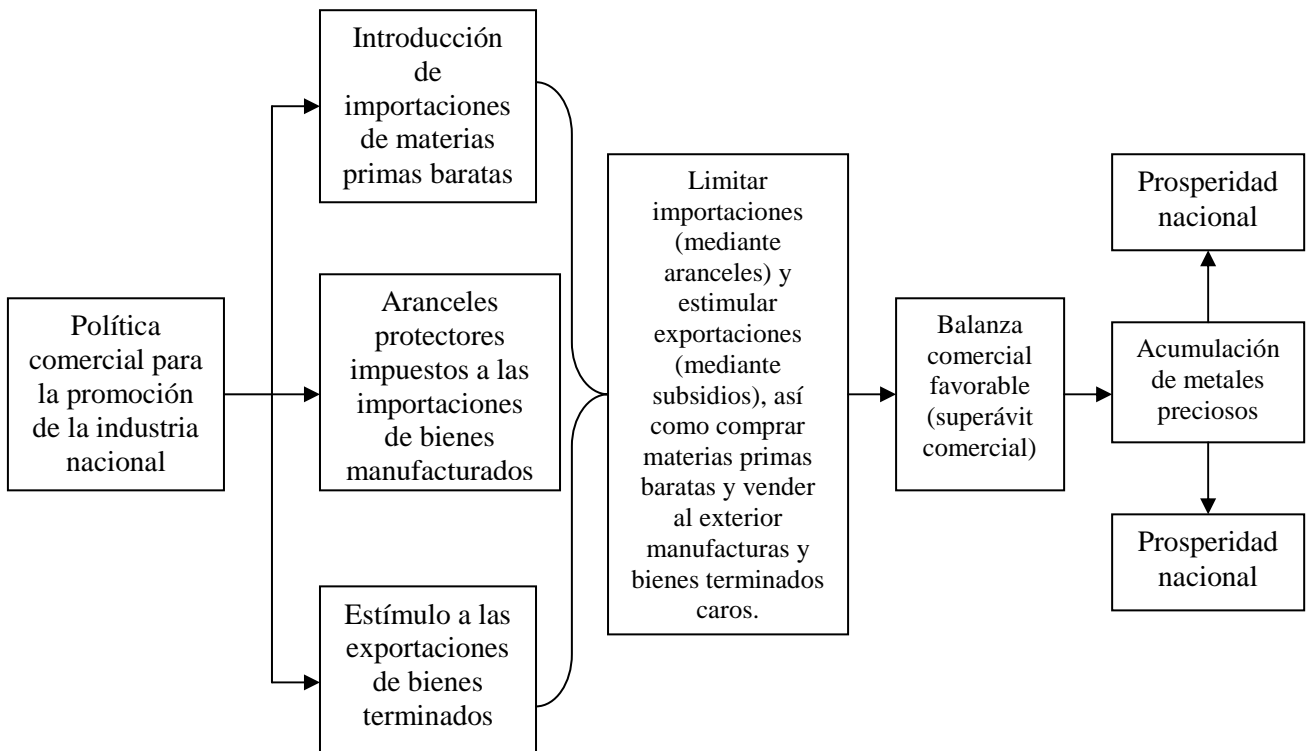 Política
comercial para
la promoción
de la industria
nacional
Introducción
de
importaciones
de materias
primas baratas
Aranceles
protectores
impuestos a las
importaciones
de bienes
manufacturados
Estímulo a las
exportaciones
de bienes
terminados
Limitar
importaciones
(mediante
aranceles) y
estimular
exportaciones
(mediante
subsidios), así
como comprar
materias primas
baratas y vender
al exterior
manufacturas y
bienes terminados
caros.
Balanza
comercial
favorable
(superávit
comercial)
Prosperidad
nacional
Acumulación
de metales
preciosos
Prosperidad
nacional